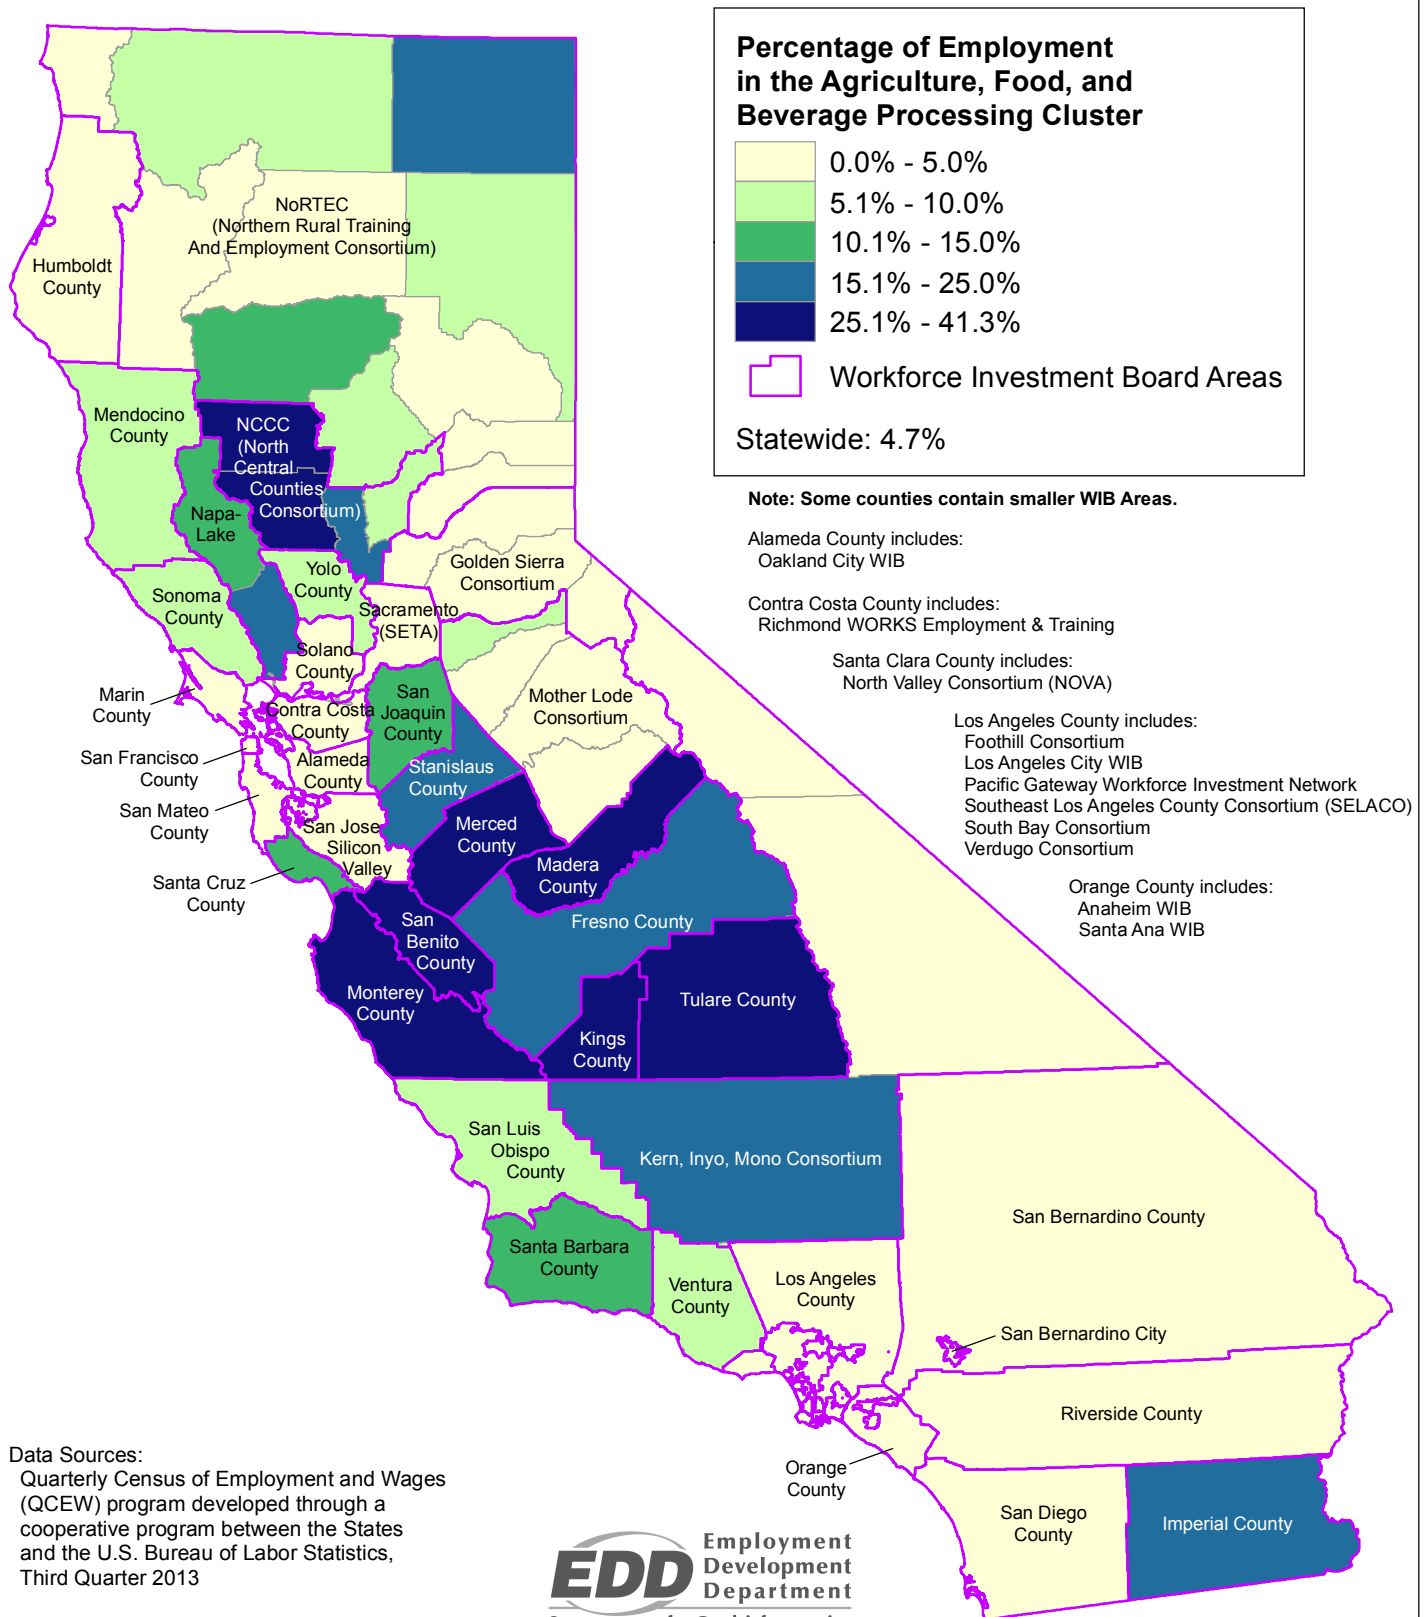 Percentage of Employment
in the Agriculture, Food, and
Beverage Processing Cluster
0.0% - 5.0%
5.1% - 10.0%
10.1% - 15.0%
15.1% - 25.0%
25.1% - 41.3%
Workforce Investment Board Areas
Statewide: 4.7%
Note: Some counties contain smaller WIB Areas.
Alameda County includes:
Oakland City WIB
Contra Costa County includes:
Richmond WORKS Employment & Training
Santa Clara County includes:
North Valley Consortium (NOVA)
Los Angeles County includes:
Foothill Consortium
Los Angeles City WIB
Pacific Gateway Workforce Investment Network
Southeast Los Angeles County Consortium (SELACO)
South Bay Consortium
Verdugo Consortium
Orange County includes:
Anaheim WIB
Santa Ana WIB
NoRTEC
(Northern Rural Training
And Employment Consortium)
Humboldt
County
Mendocino
County
NCCC
(North
Central
Counties
Consortium)
Napa-
Lake
Yolo
County
Golden Sierra
Consortium
Sonoma
County
Sacramento
(SETA)
Solano
County
Marin
County
Contra Costa
County
San
Joaquin
County
Mother Lode
Consortium
San Francisco
County
Alameda
County
Stanislaus
County
San Mateo
County
San Jose
Silicon
Valley
Merced
County
Madera
County
Santa Cruz
County
San
Benito
County
Fresno County
Monterey
County
Tulare County
Kings
County
San Luis
Obispo
County
Kern, Inyo, Mono Consortium
San Bernardino County
Santa Barbara
County
Ventura
County
Los Angeles
County
San Bernardino City
Riverside County
Orange
County
San Diego
County
Imperial County
Data Sources:
Quarterly Census of Employment and Wages
(QCEW) program developed through a
cooperative program between the States
and the U.S. Bureau of Labor Statistics,
Third Quarter 2013
EDD
Employment
Development
Department